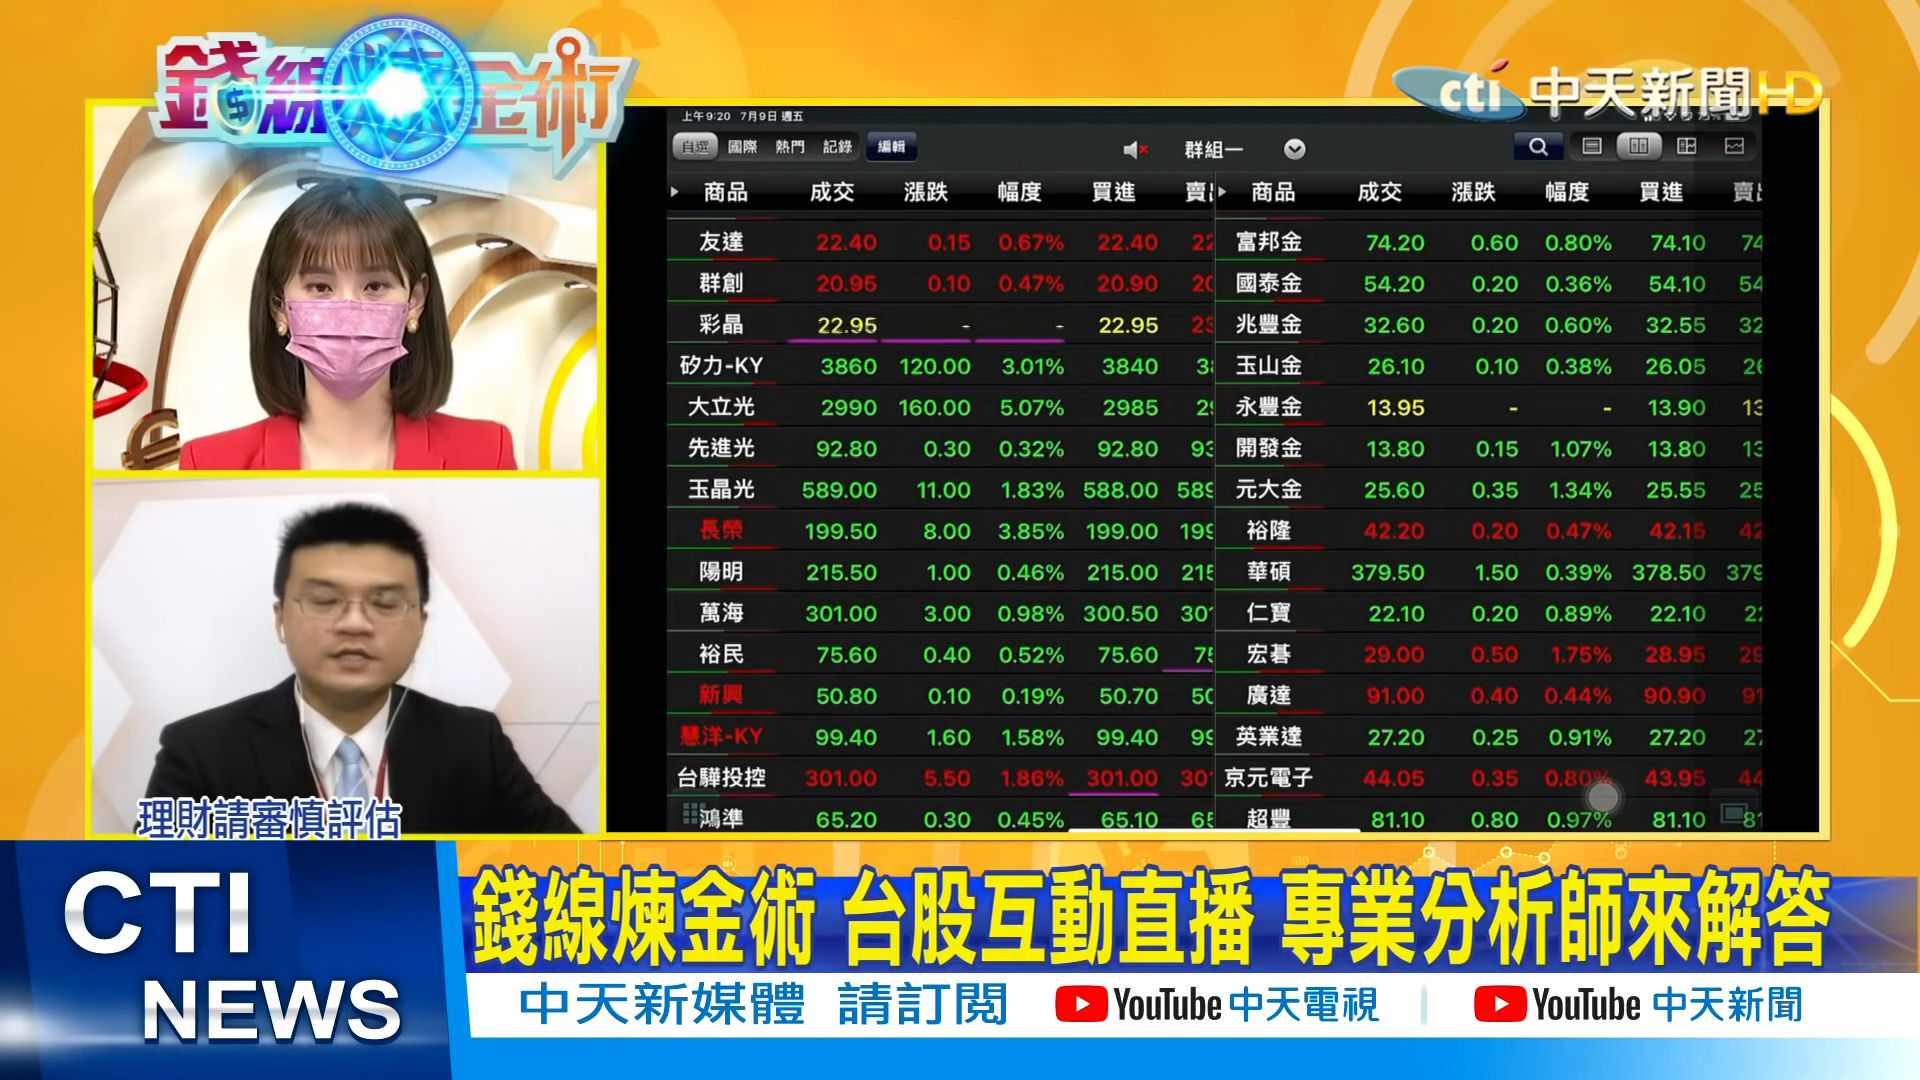 錢線煉金術
cti 中天新聞HD
上午9:20 7月9日 週五
自選 國際 熱門 記錄 編輯 群組一
商品 成交 漲跌 幅度 買進 商品 成交 漲跌 幅度 買進
友達 22.40 0.15 0.67% 22.40 富邦金 74.20 0.60 0.80% 74.10
群創 20.95 0.10 0.47% 20.90 國泰金 54.20 0.20 0.36% 54.10
彩晶 22.95 - - 22.95 兆豐金 32.60 0.20 0.60% 32.55
矽力-KY 3860 120.00 3.01% 3840 玉山金 26.10 0.10 0.38% 26.05
大立光 2990 160.00 5.07% 2985 永豐金 13.95 - - 13.90
先進光 92.80 0.30 0.32% 92.80 開發金 13.80 0.15 1.07% 13.80
玉晶光 589.00 11.00 1.83% 588.00 元大金 25.60 0.35 1.34% 25.55
長榮 199.50 8.00 3.85% 199.00 裕隆 42.20 0.20 0.47% 42.15
陽明 215.50 1.00 0.46% 215.00 華碩 379.50 1.50 0.39% 378.50
萬海 301.00 3.00 0.98% 300.50 仁寶 22.10 0.20 0.89% 22.10
裕民 75.60 0.40 0.52% 75.60 宏碁 29.00 0.50 1.75% 28.95
新興 50.80 0.10 0.19% 50.70 廣達 91.00 0.40 0.44% 90.90
慧洋-KY 99.40 1.60 1.58% 99.40 英業達 27.20 0.25 0.91% 27.20
台驊投控 301.00 5.50 1.86% 301.00 京元電子 44.05 0.35 0.80% 43.95
鴻準 65.20 0.30 0.45% 65.10 超豐 81.10 0.80 0.97% 81.10
理財請審慎評估
CTI NEWS
錢線煉金術 台股互動直播 專業分析師來解答
中天新媒體 請訂閱 YouTube 中天電視 YouTube 中天新聞